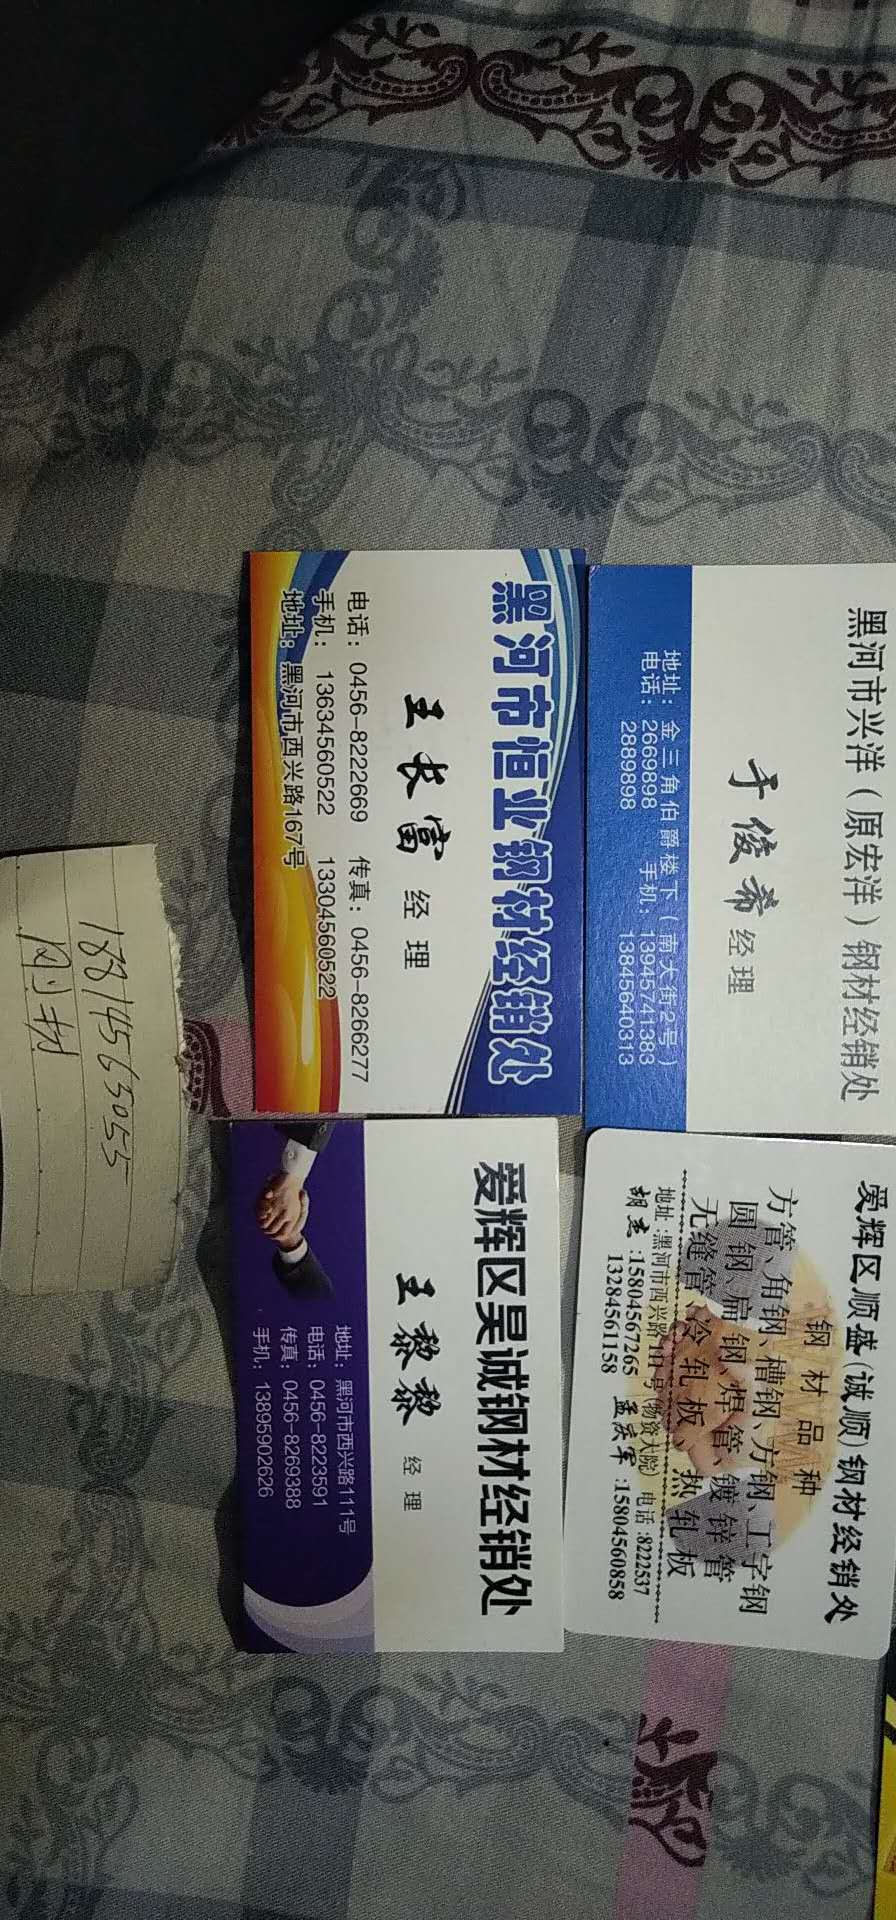 黑河市兴洋（原宏洋）钢材经销处
于俊希 经理
地址：金三角伯爵楼下（南大街2号）
电话：2669898 手机：13945741383
2889898 13845640313
黑河市恒业钢材经销处
王长富 经理
电话：0456-8222669 传真：0456-8266277
手机：13634560522 13304560522
地址：黑河市西兴路167号
爱辉区顺盛(诚顺)钢材经销处
钢材品种
方管、角钢、槽钢、方钢、工字钢
圆钢、扁钢、焊管、镀锌管
无缝管、冷轧板、热轧板
地址:黑河市西兴路111号(物资大院) 电话:8222537
胡杰:15804567265 孟庆军:15804560858
13284561158
爱辉区昊诚钢材经销处
王黎黎 经理
地址：黑河市西兴路111号
电话：0456-8223591
传真：0456-8269388
手机：13895902626
18814563055